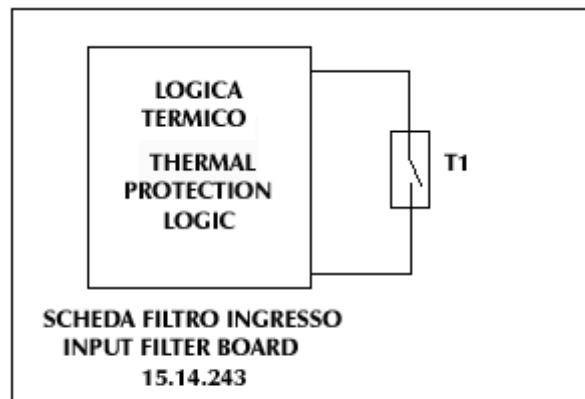 LOGICA
TERMICO
THERMAL
PROTECTION
LOGIC
T1
SCHEDA FILTRO INGRESSO
INPUT FILTER BOARD
15.14.243